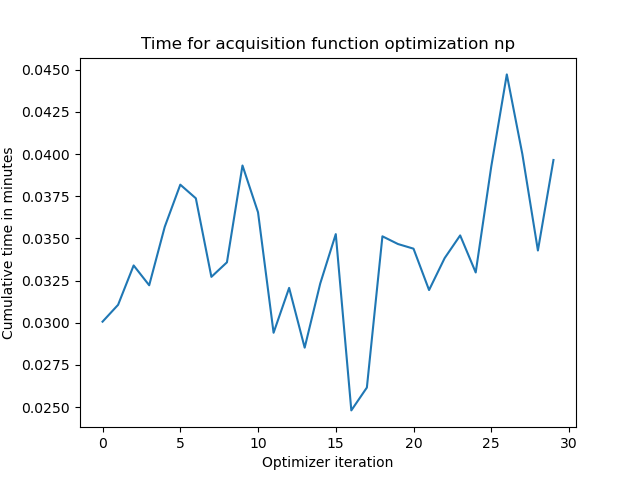 Time for acquisition function optimization np
Cumulative time in minutes
0.0450
0.0425
0.0400
0.0375
0.0350
0.0325
0.0300
0.0275
0.0250
0 5 10 15 20 25 30
Optimizer iteration